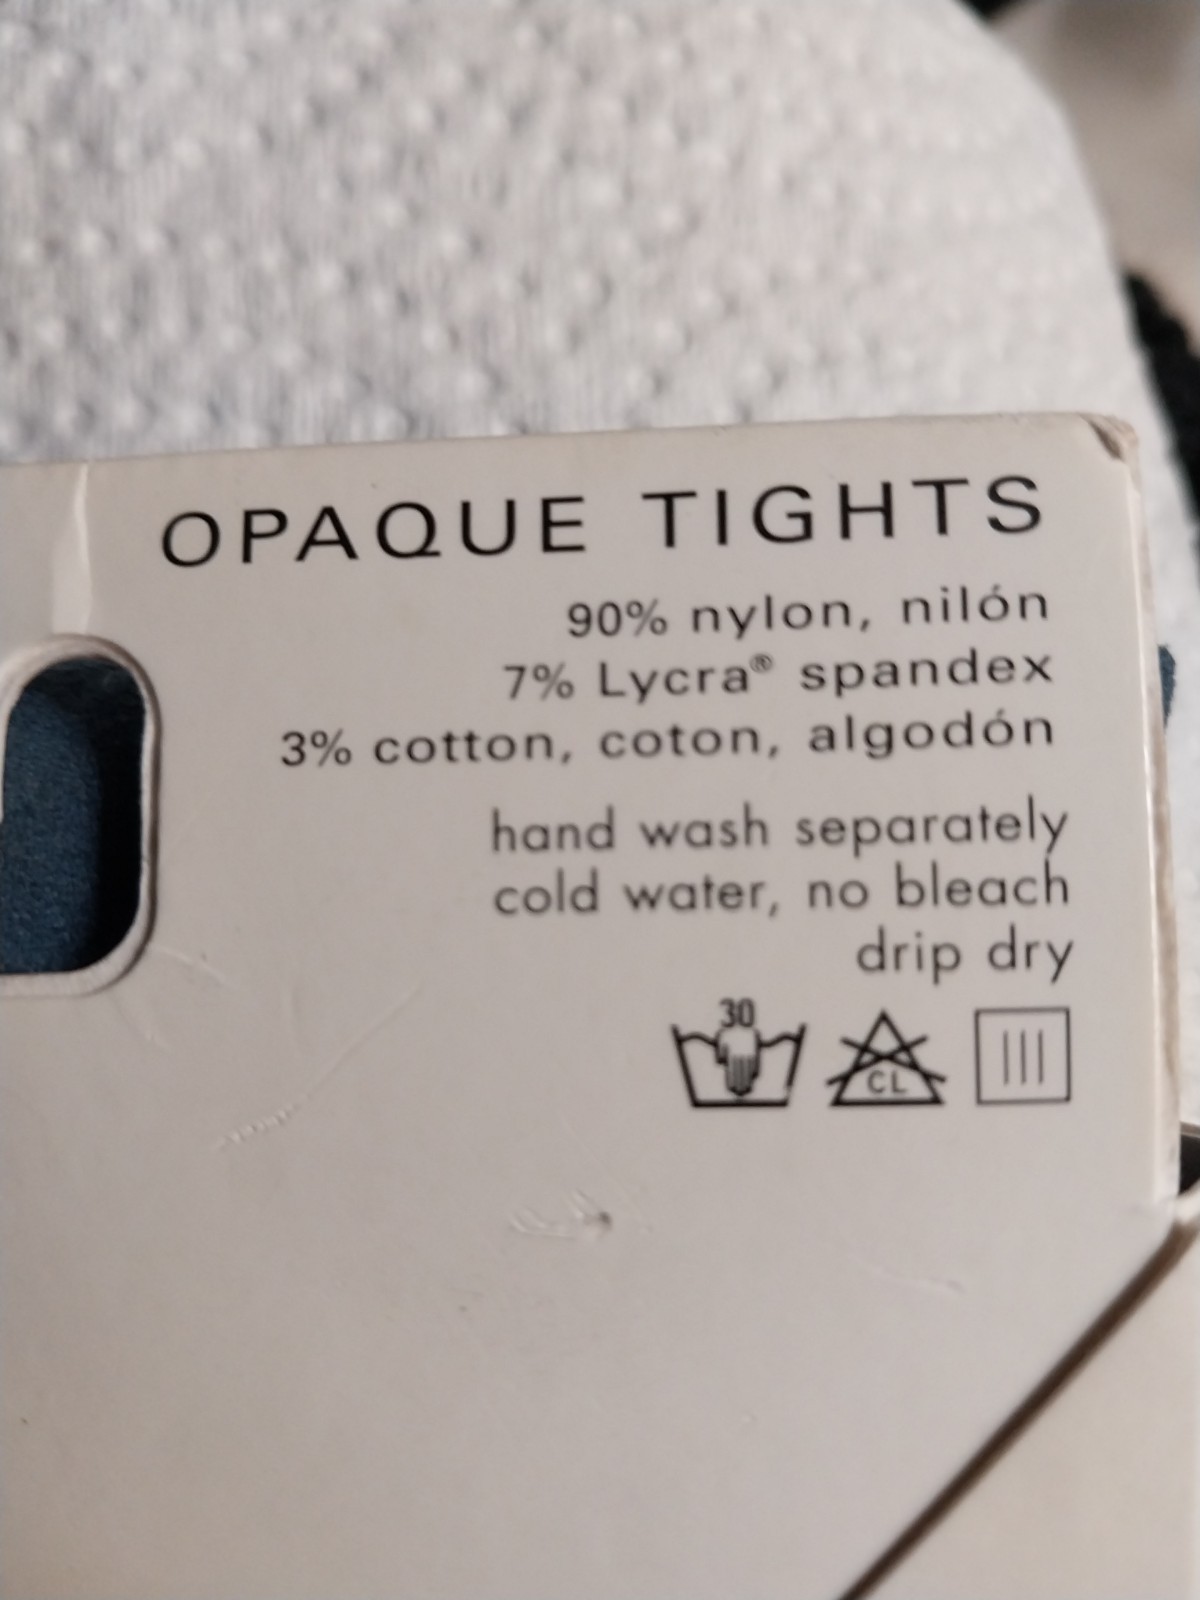 OPAQUE TIGHTS
90% nylon, nilón
7% Lycra® spandex
3% cotton, coton, algodón
hand wash separately
cold water, no bleach
drip dry
30
CL